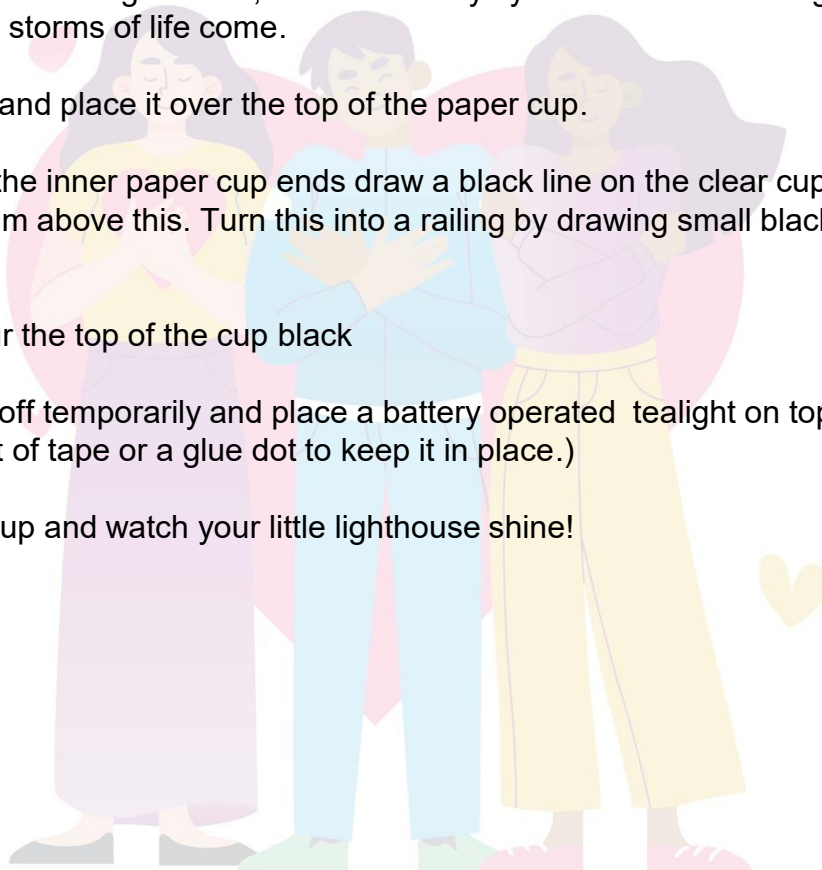 storms of life come.
and place it over the top of the paper cup.
the inner paper cup ends draw a black line on the clear cup
m above this. Turn this into a railing by drawing small black
r the top of the cup black
off temporarily and place a battery operated tealight on top
t of tape or a glue dot to keep it in place.)
up and watch your little lighthouse shine!